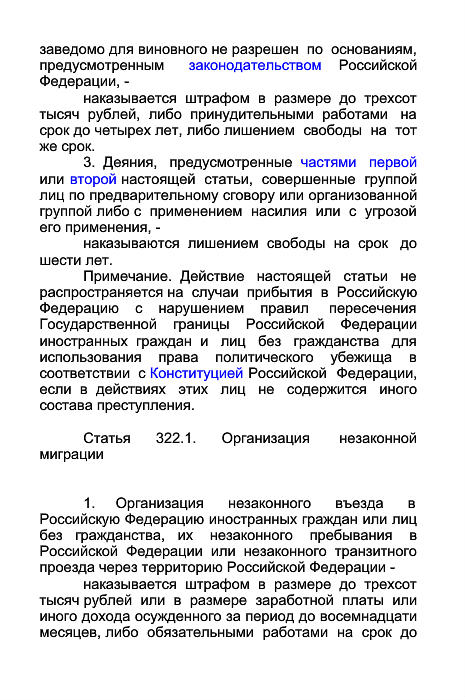 заведомо для виновного не разрешен по основаниям,
предусмотренным законодательством Российской
Федерации, -
наказывается штрафом в размере до трехсот
тысяч рублей, либо принудительными работами на
срок до четырех лет, либо лишением свободы на тот
же срок.
3. Деяния, предусмотренные частями первой
или второй настоящей статьи, совершенные группой
лиц по предварительному сговору или организованной
группой либо с применением насилия или с угрозой
его применения, -
наказываются лишением свободы на срок до
шести лет.
Примечание. Действие настоящей статьи не
распространяется на случаи прибытия в Российскую
Федерацию с нарушением правил пересечения
Государственной границы Российской Федерации
иностранных граждан и лиц без гражданства для
использования права политического убежища в
соответствии с Конституцией Российской Федерации,
если в действиях этих лиц не содержится иного
состава преступления.
Статья 322.1. Организация незаконной
миграции
1. Организация незаконного въезда в
Российскую Федерацию иностранных граждан или лиц
без гражданства, их незаконного пребывания в
Российской Федерации или незаконного транзитного
проезда через территорию Российской Федерации -
наказывается штрафом в размере до трехсот
тысяч рублей или в размере заработной платы или
иного дохода осужденного за период до восемнадцати
месяцев, либо обязательными работами на срок до